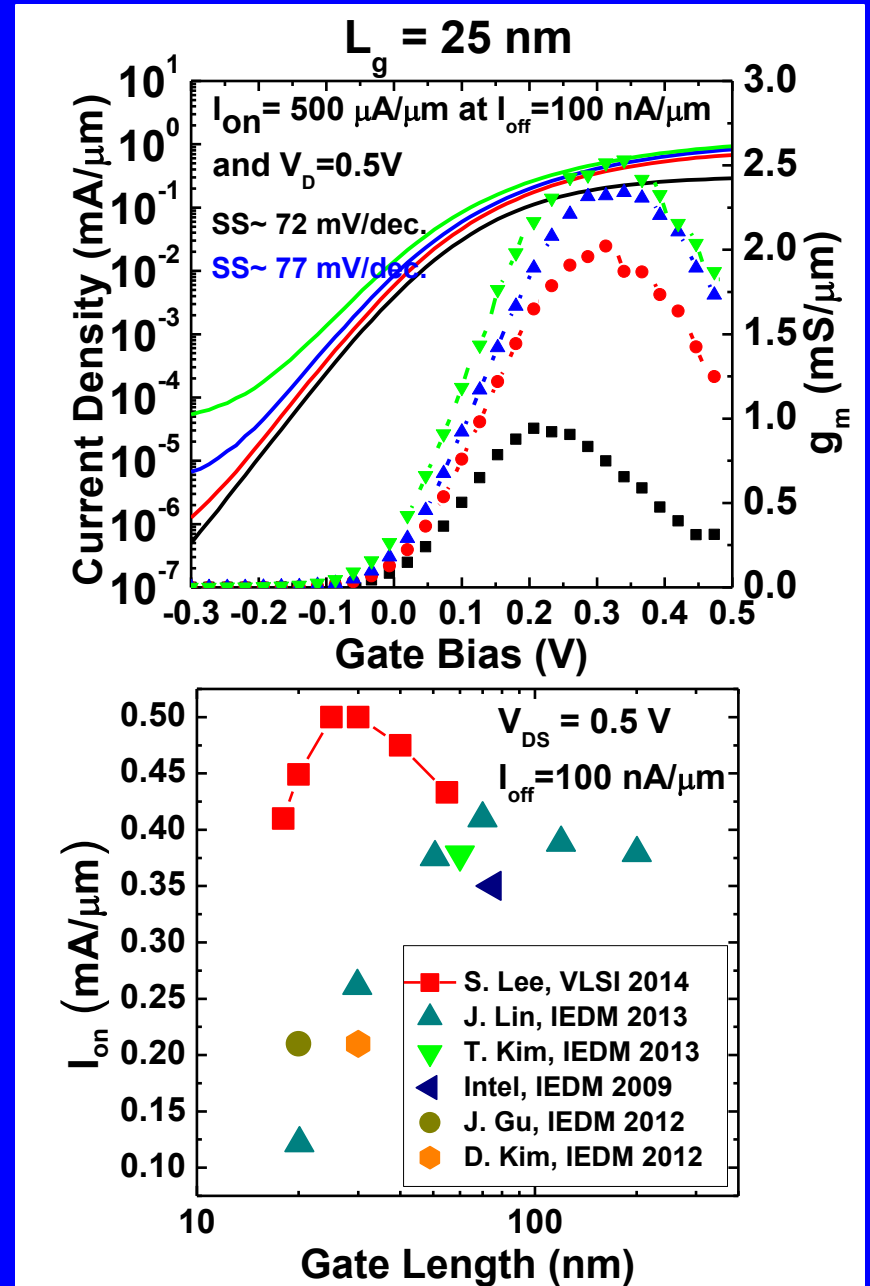 L_g = 25 nm
I_on= 500 μA/μm at I_off=100 nA/μm
and V_D=0.5V
SS~ 72 mV/dec.
SS~ 77 mV/dec.
Current Density (mA/μm)
10^1
10^0
10^-1
10^-2
10^-3
10^-4
10^-5
10^-6
10^-7
3.0
2.5
2.0
1.5
1.0
0.5
0.0
g_m (mS/μm)
-0.3 -0.2 -0.1 0.0 0.1 0.2 0.3 0.4 0.5
Gate Bias (V)
V_DS = 0.5 V
I_off=100 nA/μm
I_on (mA/μm)
0.50
0.45
0.40
0.35
0.30
0.25
0.20
0.15
0.10
S. Lee, VLSI 2014
J. Lin, IEDM 2013
T. Kim, IEDM 2013
Intel, IEDM 2009
J. Gu, IEDM 2012
D. Kim, IEDM 2012
10 100
Gate Length (nm)